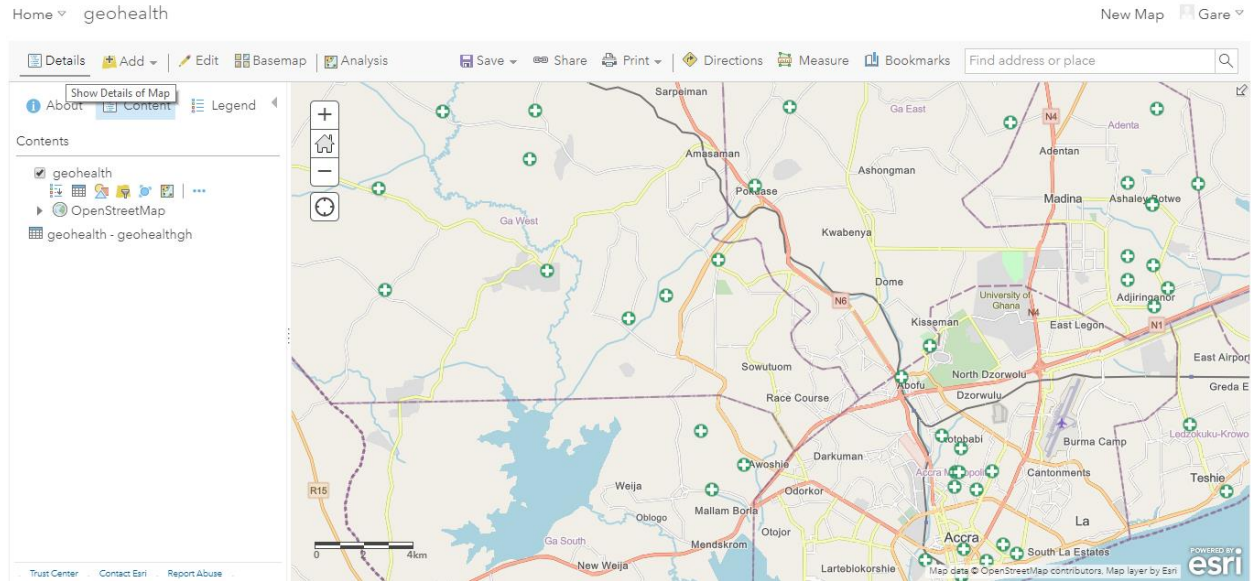 Home geohealth New Map Gare
Details Add Edit Basemap Analysis Save Share Print Directions Measure Bookmarks Find address or place
Show Details of Map
About Content Legend
Contents
geohealth
OpenStreetMap
geohealth - geohealthgh
Sarpeiman
Ga East
N4
Adenta
Amasaman
Adentan
Ashongman
Pokuase
Madina
Ashaley Botwe
Ga West
Kwabenya
Dome
University of
Ghana
Adjiringanor
N6
N4
Kisseman
East Legon
N1
East Airpor
Sowutuom
North Dzorwolu
Abofu
Greda E
Race Course
Dzorwulu
Burma Camp
Ledzokuku-Krowo
Awoshie
Darkuman
Cantonments
Teshie
R15
Weija
Odorkor
Oblogo
Mallam Borla
La
Otojor
Accra
Ga South
Mendskrom
South La Estates
0 2 4km
New Weija
Larteblokorshie
Map data © OpenStreetMap contributors. Map layer by Esri
POWERED BY
esri
Trust Center Contact Esri Report Abuse